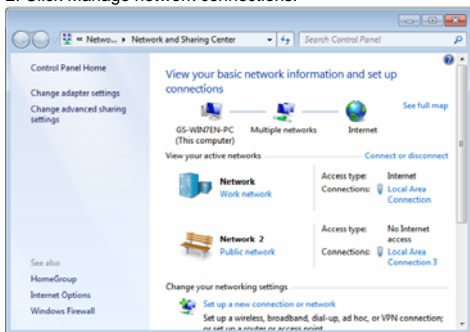 2. Click Manage network connections.
« Netwo... ▸ Network and Sharing Center
Search Control Panel
Control Panel Home
Change adapter settings
Change advanced sharing
settings
See also
HomeGroup
Internet Options
Windows Firewall
View your basic network information and set up
connections
See full map
GS-WIN7EN-PC
(This computer)
Multiple networks
Internet
View your active networks
Connect or disconnect
Network
Work network
Access type: Internet
Connections: Local Area
Connection
Network 2
Public network
Access type: No Internet
access
Connections: Local Area
Connection 3
Change your networking settings
Set up a new connection or network
Set up a wireless, broadband, dial-up, ad hoc, or VPN connection;
or set up a router or access point.